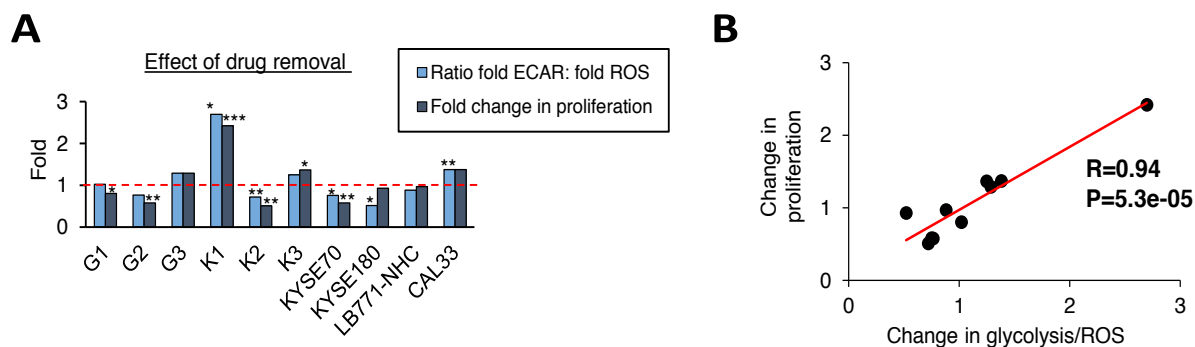 A
Effect of drug removal
Ratio fold ECAR: fold ROS
Fold change in proliferation
Fold
3
2
1
0
*
***
*
**
**
**
*
*
**
*
**
G1
G2
G3
K1
K2
K3
KYSE70
KYSE180
LB771-NHC
CAL33
B
Change in
proliferation
3
2
1
0
R=0.94
P=5.3e-05
0
1
2
3
Change in glycolysis/ROS